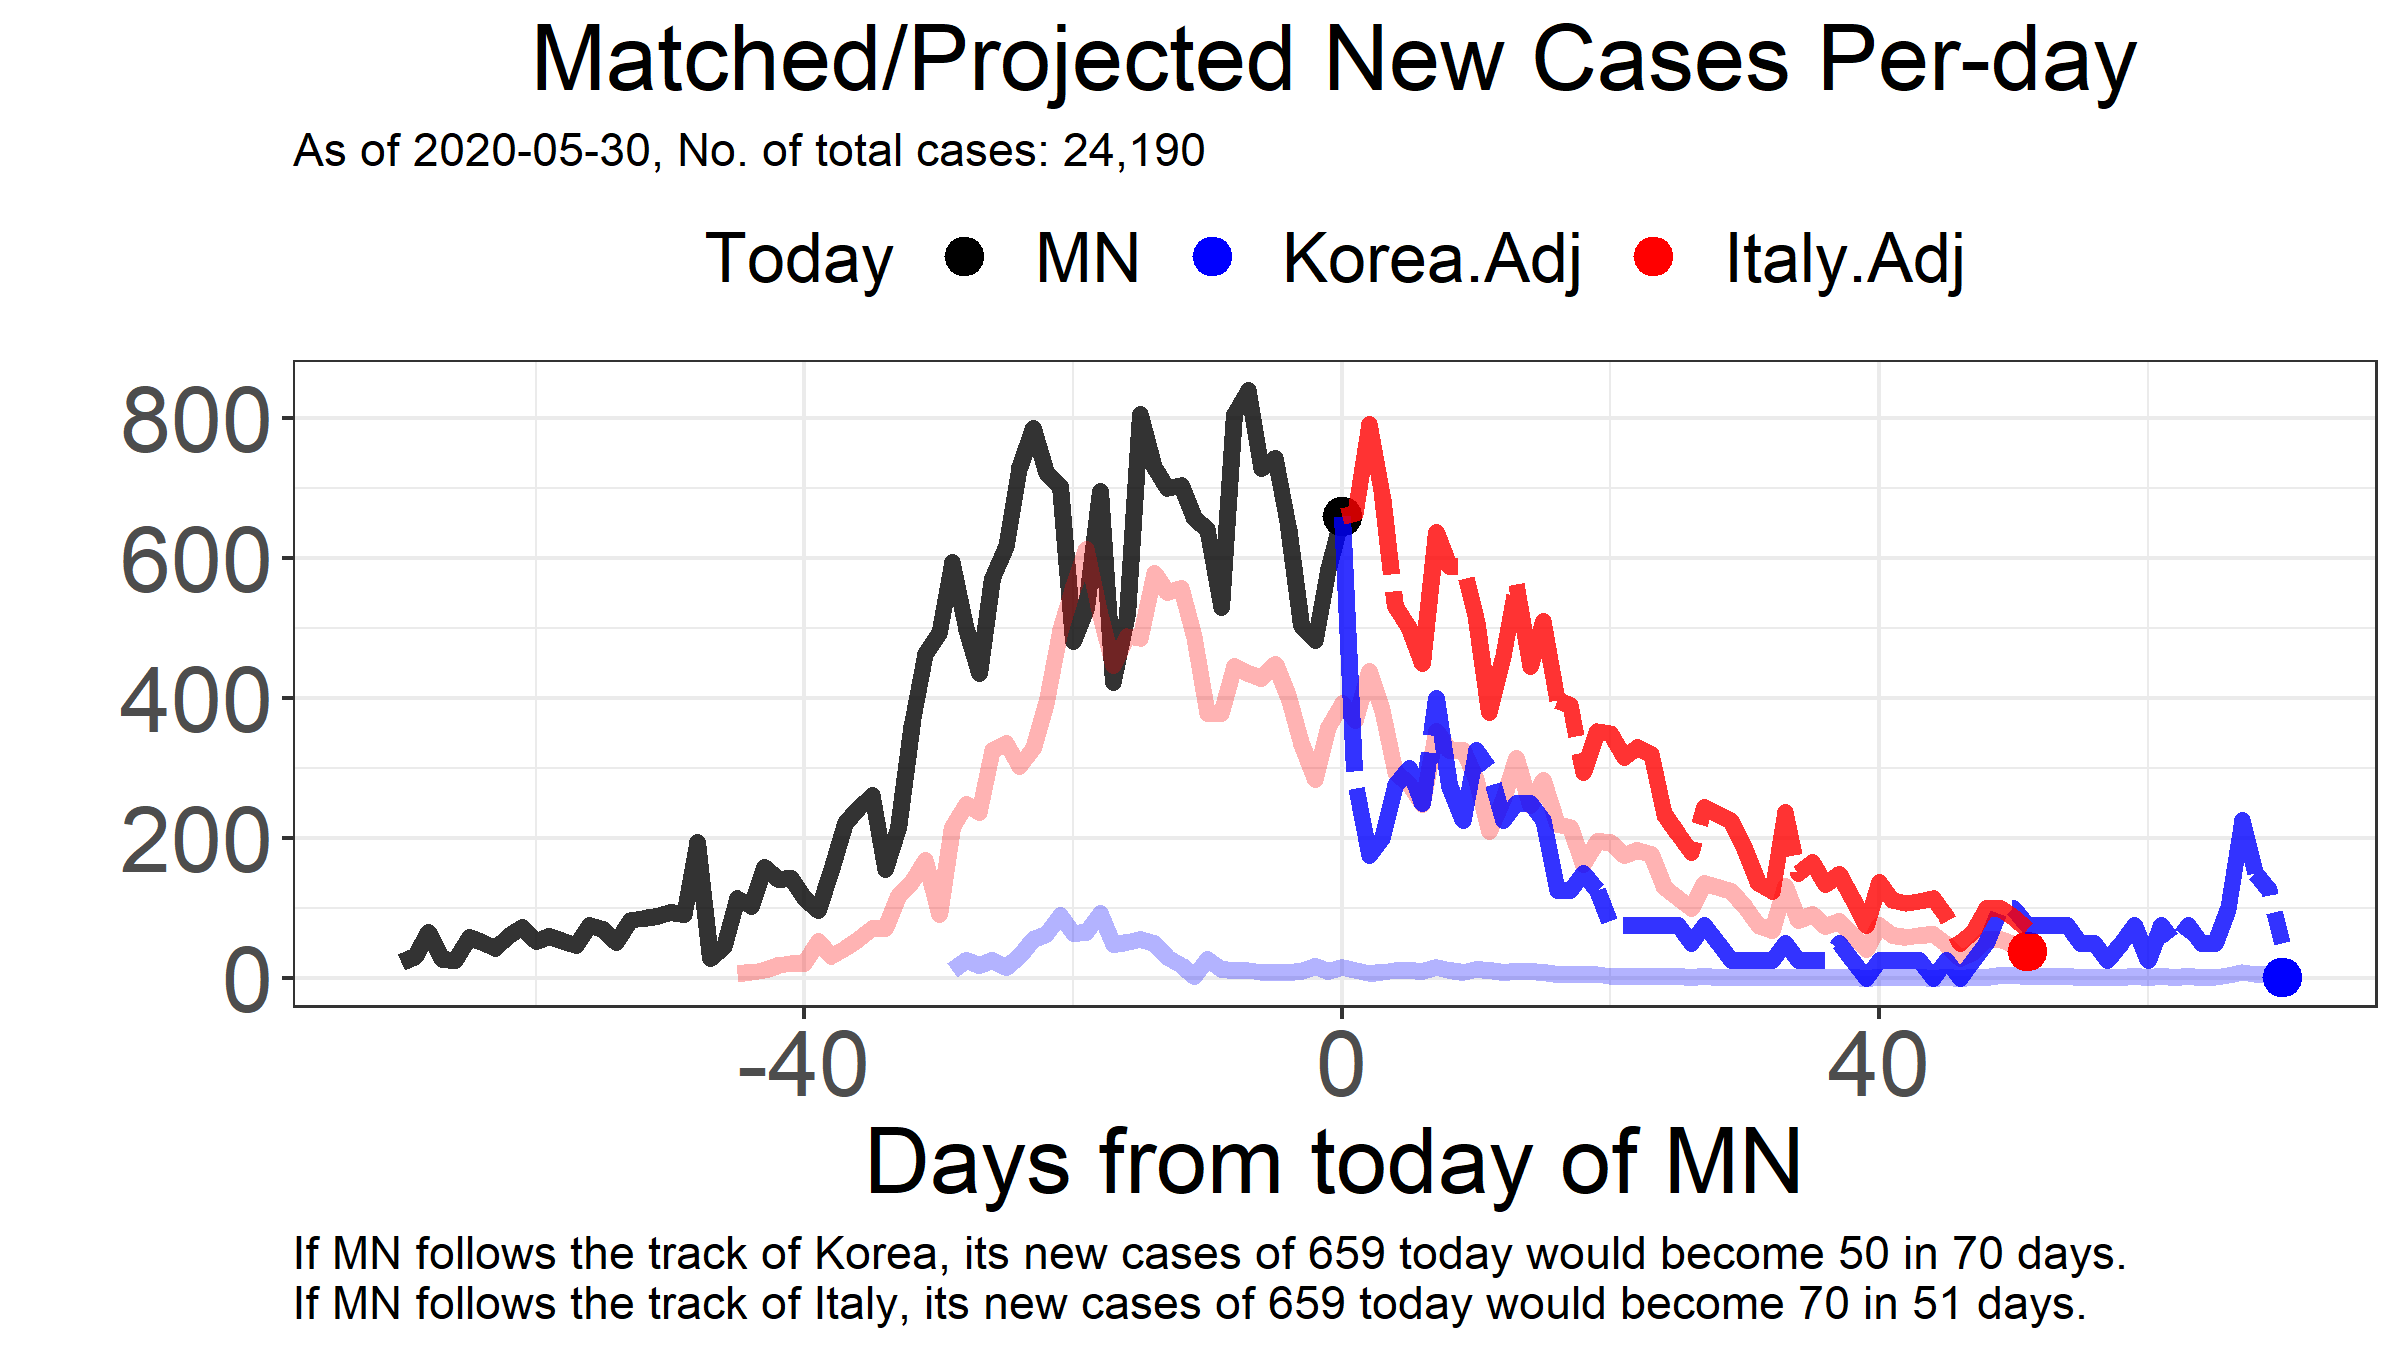 Matched/Projected New Cases Per-day
As of 2020-05-30, No. of total cases: 24,190
Today MN Korea.Adj Italy.Adj
800
600
400
200
0
-40 0 40
Days from today of MN
If MN follows the track of Korea, its new cases of 659 today would become 50 in 70 days.
If MN follows the track of Italy, its new cases of 659 today would become 70 in 51 days.